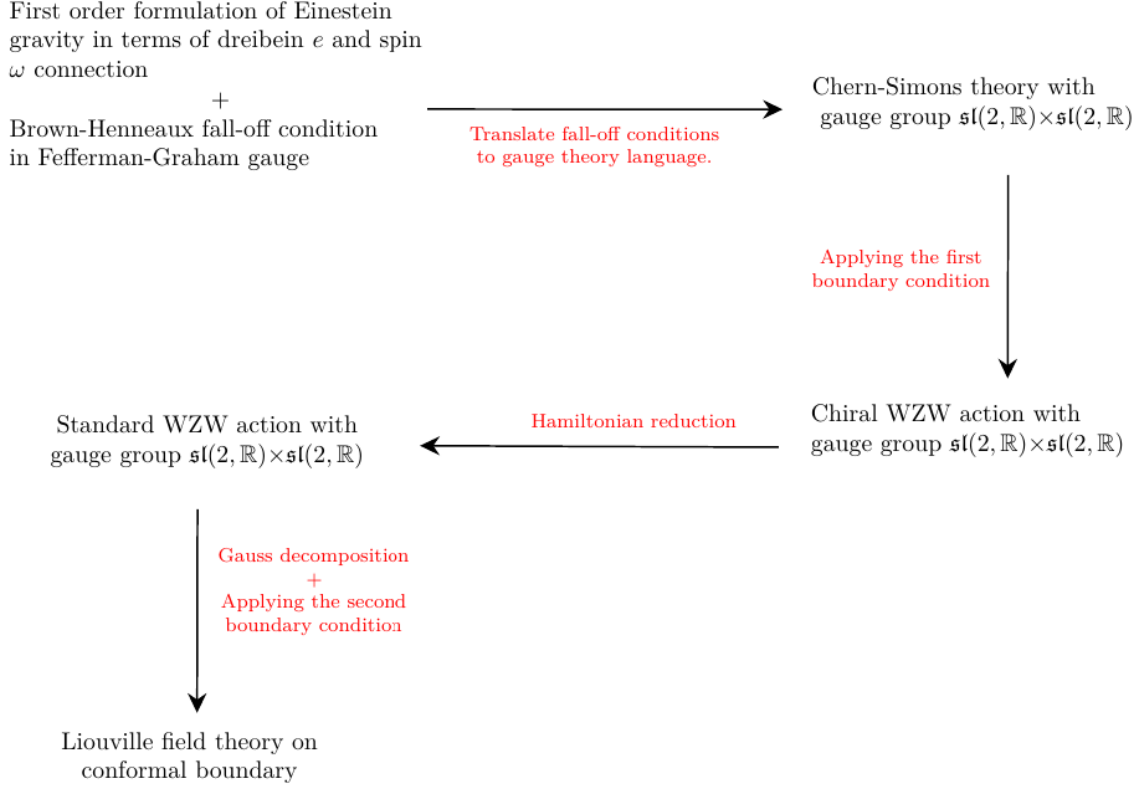 First order formulation of Einestein
gravity in terms of dreibein e and spin
ω connection
+
Brown-Henneaux fall-off condition
in Fefferman-Graham gauge
Translate fall-off conditions
to gauge theory language.
Chern-Simons theory with
gauge group 𝔰𝔩(2, ℝ)×𝔰𝔩(2, ℝ)
Applying the first
boundary condition
Chiral WZW action with
gauge group 𝔰𝔩(2, ℝ)×𝔰𝔩(2, ℝ)
Hamiltonian reduction
Standard WZW action with
gauge group 𝔰𝔩(2, ℝ)×𝔰𝔩(2, ℝ)
Gauss decomposition
+
Applying the second
boundary condition
Liouville field theory on
conformal boundary